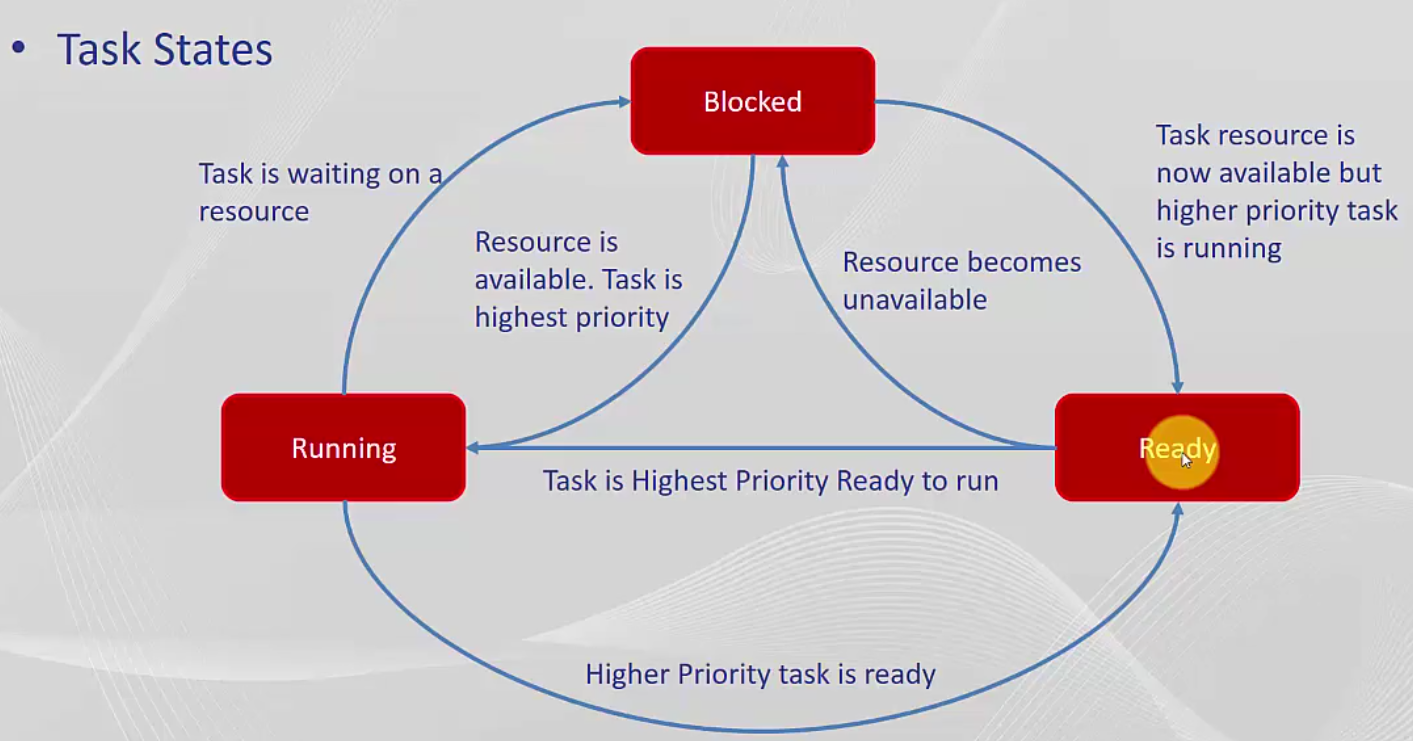 • Task States
Blocked
Task is waiting on a
resource
Resource is
available. Task is
highest priority
Resource becomes
unavailable
Task resource is
now available but
higher priority task
is running
Running
Ready
Task is Highest Priority Ready to run
Higher Priority task is ready